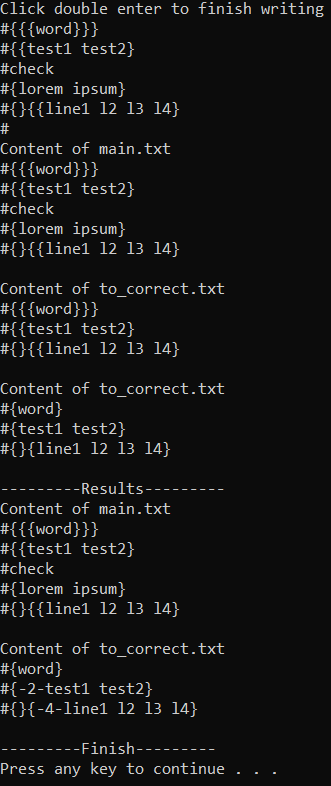 Click double enter to finish writing
#{{{word}}}
#{{test1 test2}
#check
#{lorem ipsum}
#{}{{line1 l2 l3 l4}
#
Content of main.txt
#{{{word}}}
#{{test1 test2}
#check
#{lorem ipsum}
#{}{{line1 l2 l3 l4}
Content of to_correct.txt
#{{{word}}}
#{{test1 test2}
#{}{{line1 l2 l3 l4}
Content of to_correct.txt
#{word}
#{test1 test2}
#{}{line1 l2 l3 l4}
---------Results---------
Content of main.txt
#{{{word}}}
#{{test1 test2}
#check
#{lorem ipsum}
#{}{{line1 l2 l3 l4}
Content of to_correct.txt
#{word}
#{-2-test1 test2}
#{}{-4-line1 l2 l3 l4}
---------Finish---------
Press any key to continue . . .